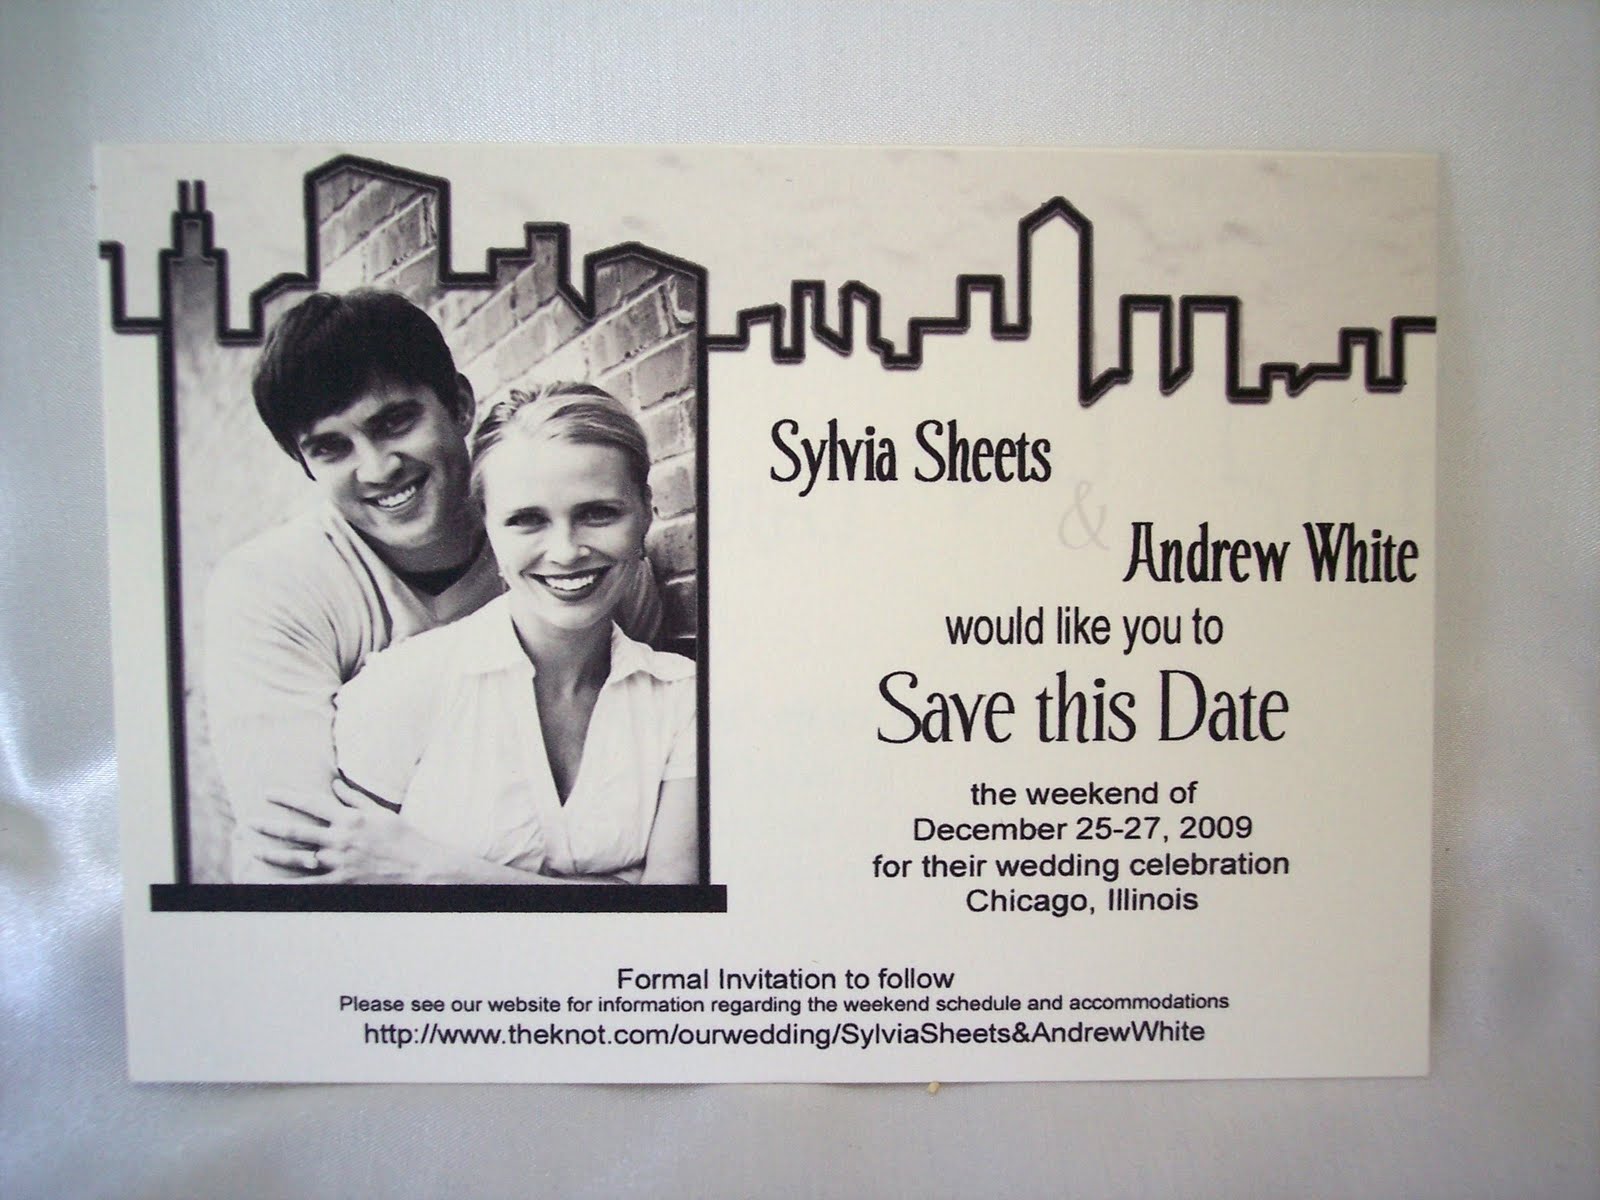 Sylvia Sheets
&
Andrew White
would like you to
Save this Date
the weekend of
December 25-27, 2009
for their wedding celebration
Chicago, Illinois
Formal Invitation to follow
Please see our website for information regarding the weekend schedule and accommodations
http://www.theknot.com/ourwedding/SylviaSheets&AndrewWhite